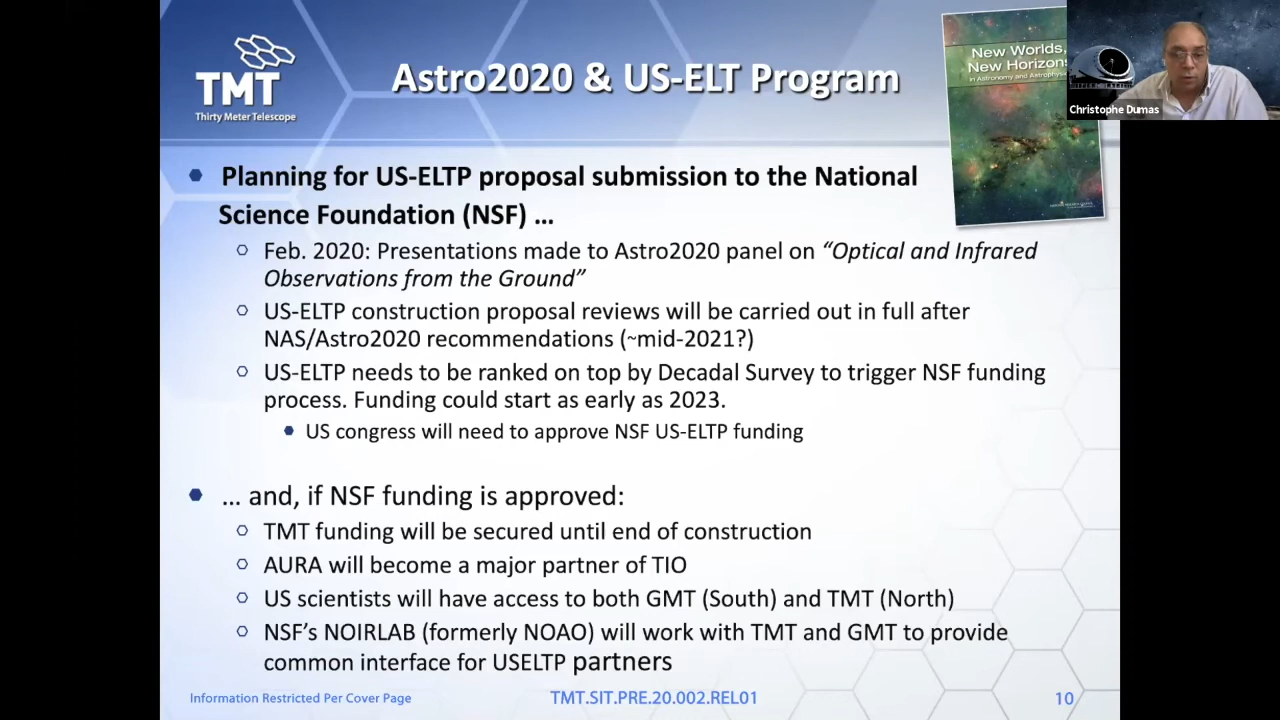 TMT
Thirty Meter Telescope
Astro2020 & US-ELT Program
New Worlds,
New Horizons
in Astronomy and Astrophysics
Christophe Dumas
Planning for US-ELTP proposal submission to the National
Science Foundation (NSF) …
Feb. 2020: Presentations made to Astro2020 panel on “Optical and Infrared
Observations from the Ground”
US-ELTP construction proposal reviews will be carried out in full after
NAS/Astro2020 recommendations (~mid-2021?)
US-ELTP needs to be ranked on top by Decadal Survey to trigger NSF funding
process. Funding could start as early as 2023.
US congress will need to approve NSF US-ELTP funding
… and, if NSF funding is approved:
TMT funding will be secured until end of construction
AURA will become a major partner of TIO
US scientists will have access to both GMT (South) and TMT (North)
NSF’s NOIRLAB (formerly NOAO) will work with TMT and GMT to provide
common interface for USELTP partners
Information Restricted Per Cover Page
TMT.SIT.PRE.20.002.REL01
10